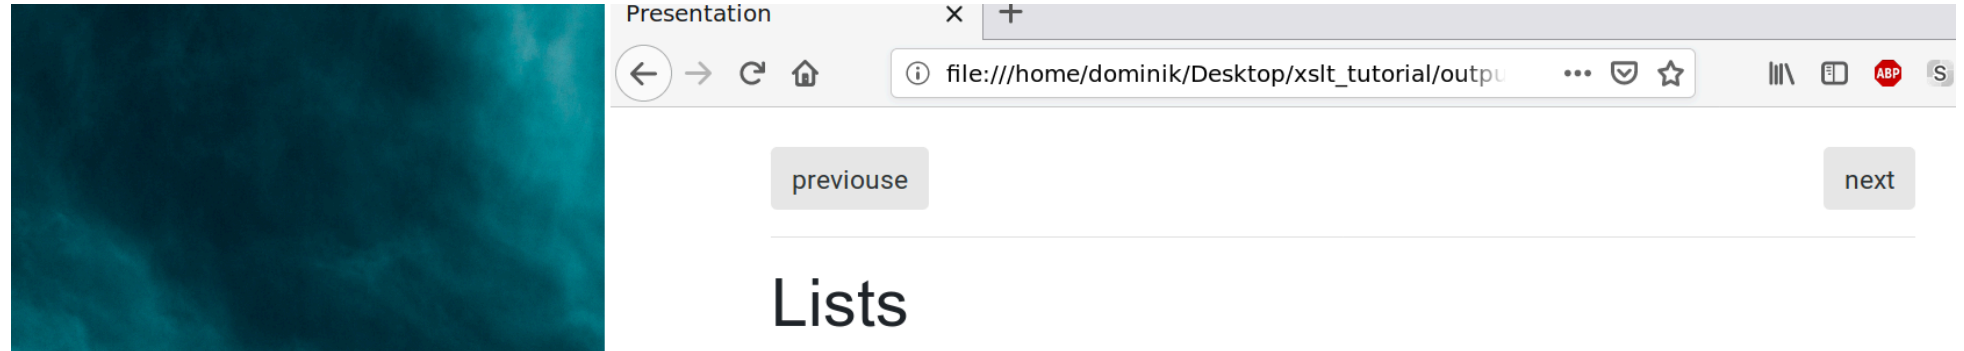 Presentation
file:///home/dominik/Desktop/xslt_tutorial/outpu
ABP
S
previouse
next
Lists